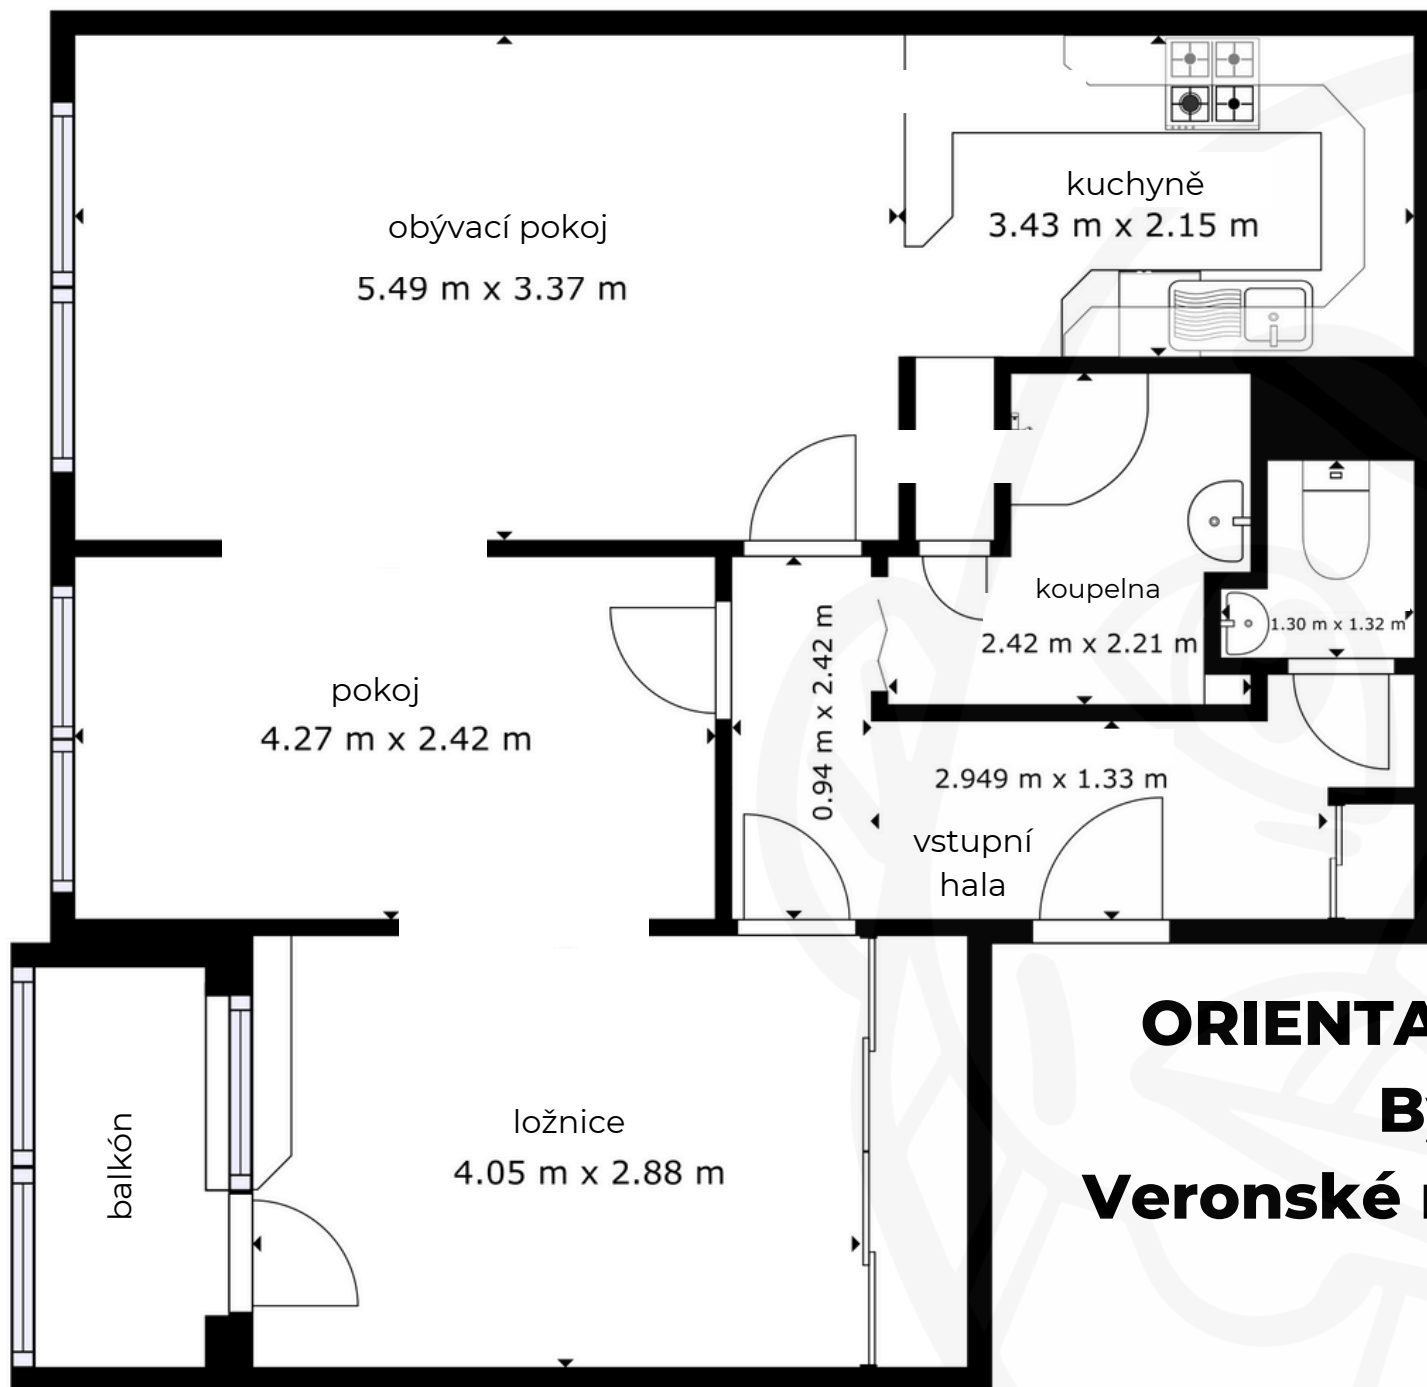 kuchyně
3.43 m x 2.15 m
obývací pokoj
5.49 m x 3.37 m
koupelna
2.42 m x 2.21 m
1.30 m x 1.32 m
0.94 m x 2.42 m
pokoj
4.27 m x 2.42 m
2.949 m x 1.33 m
vstupní
hala
ORIENTA
Veronské
ložnice
4.05 m x 2.88 m
balkón